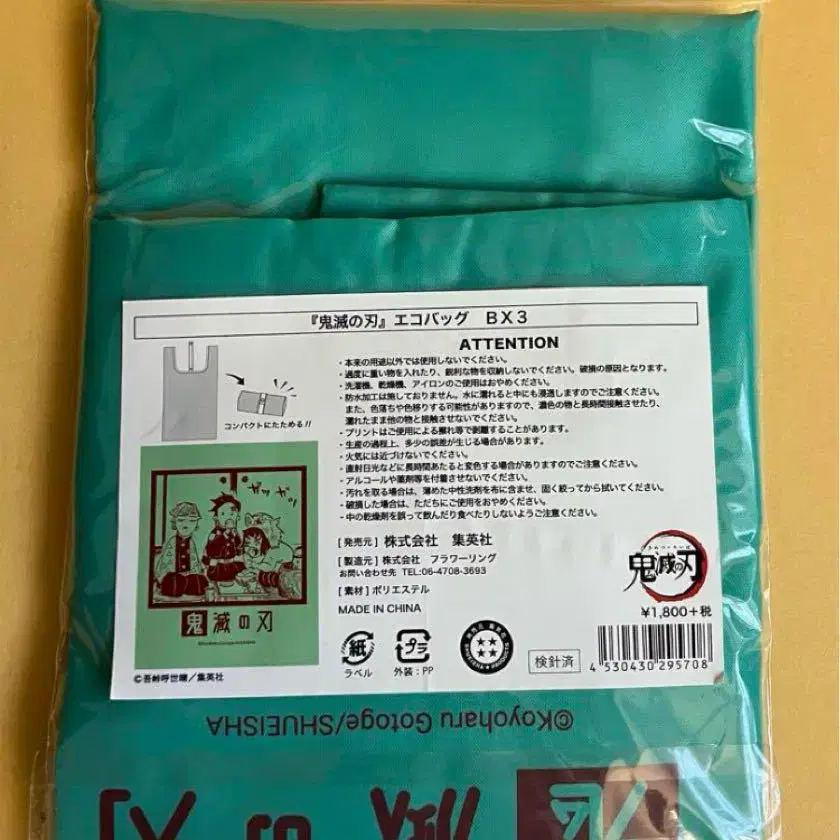 『鬼滅の刃』エコバッグ　BX3
ATTENTION
・本来の用途以外では使用しないでください。
・過度に重い物を入れたり、鋭利な物を収納しないでください。破損の原因となります。
・洗濯機、乾燥機、アイロンのご使用はおやめください。
・防水加工は施しておりません。水に濡れると中にも浸透しますのでご注意ください。
また、色落ちや色移りする可能性がありますので、濃色の物と長時間接触させたり、
濡れたまま他の物と接触させないでください。
・プリントはご使用による擦れ等で剥離することがあります。
・生産の過程上、多少の誤差が生じる場合があります。
・火気には近づけないでください。
・直射日光などに長時間あたると変色する場合がありますのでご注意ください。
・アルコールや薬剤等を付着させないでください。
・汚れを取る場合は、薄めた中性洗剤を布に含ませ、固く絞ってから拭いてください。
・破損した場合は、ただちにご使用をおやめください。
・中の乾燥剤を誤って飲んだり食べたりしないようご注意ください。
コンパクトにたためる!!
ガツ ガツ
鬼滅の刃
©吾峠呼世晴／集英社
[発売元] 株式会社　集英社
[製造元] 株式会社　フラワーリング
お問い合わせ先　TEL:06-4708-3693
[素材] ポリエステル
MADE IN CHINA
鬼滅の刃
¥1,800+税
紙
ラベル
プラ
外装：PP
検針済
4 530430 295708
©Koyoharu Gotoge/SHUEISHA
鬼滅の刃